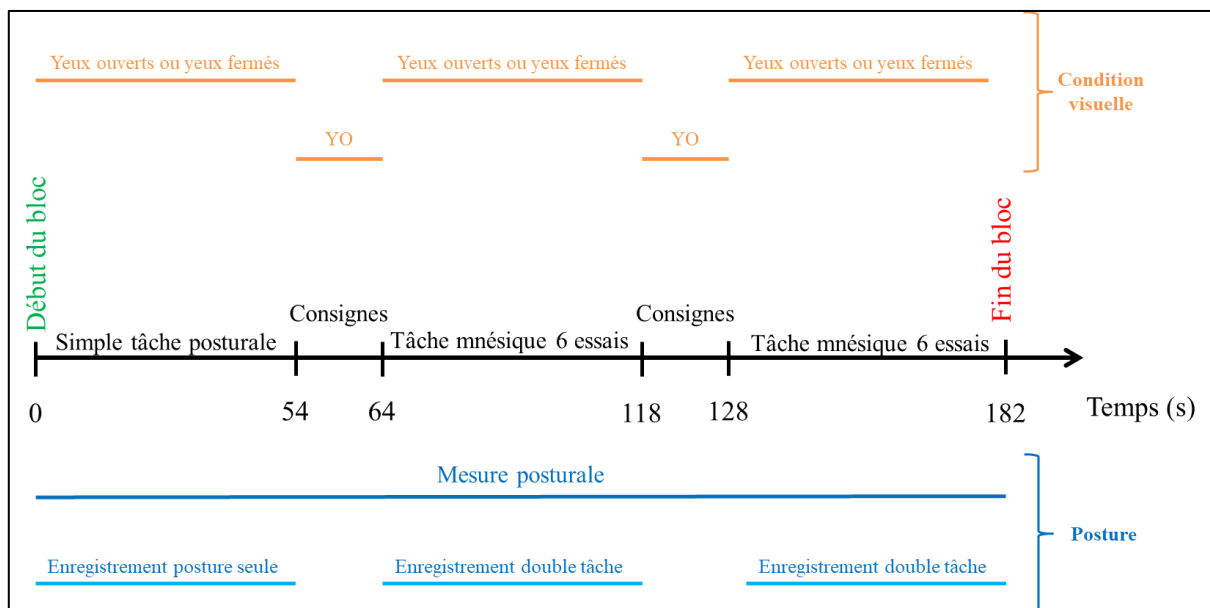 Yeux ouverts ou yeux fermés
Yeux ouverts ou yeux fermés
Yeux ouverts ou yeux fermés
Condition
visuelle
YO
YO
Début du bloc
Fin du bloc
Consignes
Consignes
Simple tâche posturale
Tâche mnésique 6 essais
Tâche mnésique 6 essais
0
54
64
118
128
182
Temps (s)
Mesure posturale
Posture
Enregistrement posture seule
Enregistrement double tâche
Enregistrement double tâche